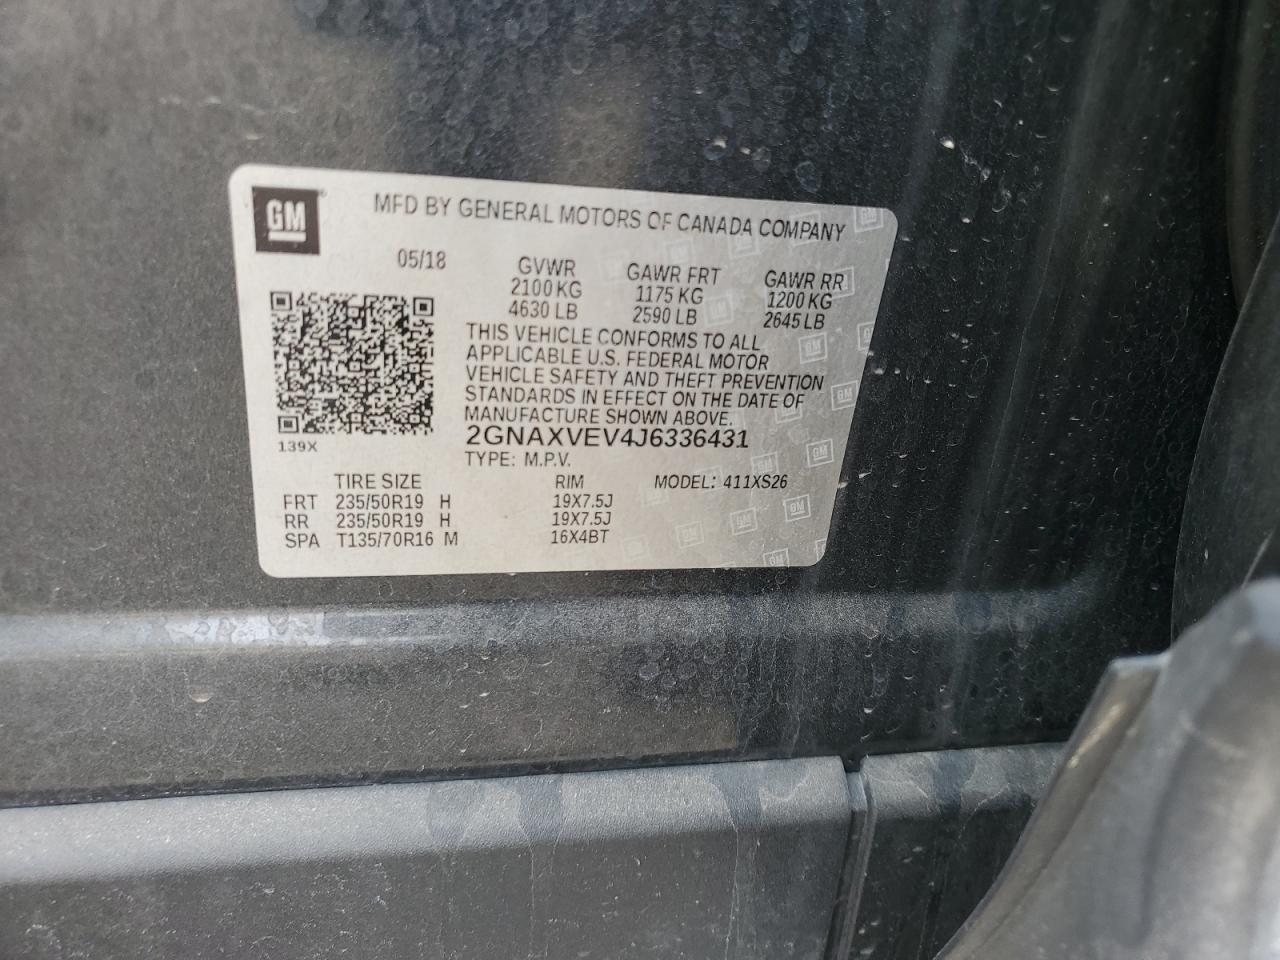 GM
MFD BY GENERAL MOTORS OF CANADA COMPANY
05/18
GVWR GAWR FRT GAWR RR
2100 KG 1175 KG 1200 KG
4630 LB 2590 LB 2645 LB
THIS VEHICLE CONFORMS TO ALL
APPLICABLE U.S. FEDERAL MOTOR
VEHICLE SAFETY AND THEFT PREVENTION
STANDARDS IN EFFECT ON THE DATE OF
MANUFACTURE SHOWN ABOVE.
2GNAXVEV4J6336431
139X
TYPE: M.P.V.
TIRE SIZE RIM MODEL: 411XS26
FRT 235/50R19 H 19X7.5J
RR 235/50R19 H 19X7.5J
SPA T135/70R16 M 16X4BT